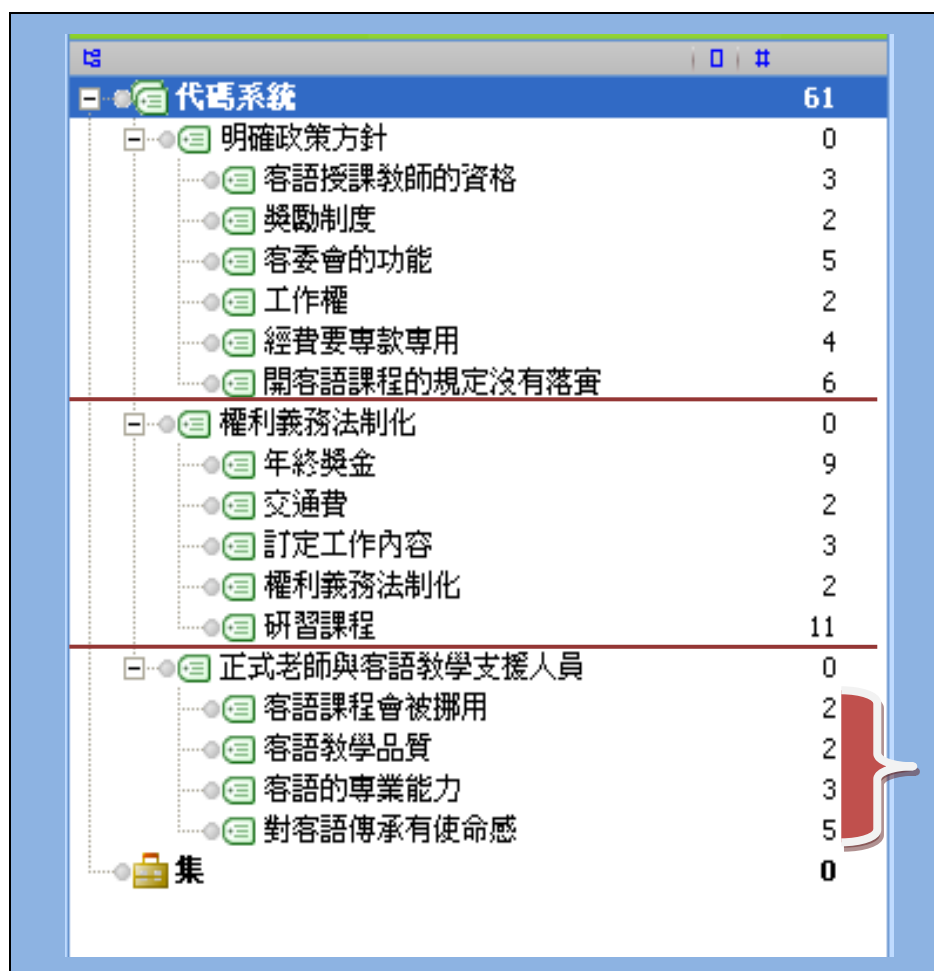 #
代碼系統 61
明確政策方針 0
客語授課教師的資格 3
獎勵制度 2
客委會的功能 5
工作權 2
經費要專款專用 4
開客語課程的規定沒有落實 6
權利義務法制化 0
年終獎金 9
交通費 2
訂定工作內容 3
權利義務法制化 2
研習課程 11
正式老師與客語教學支援人員 0
客語課程會被挪用 2
客語教學品質 2
客語的專業能力 3
對客語傳承有使命感 5
集 0